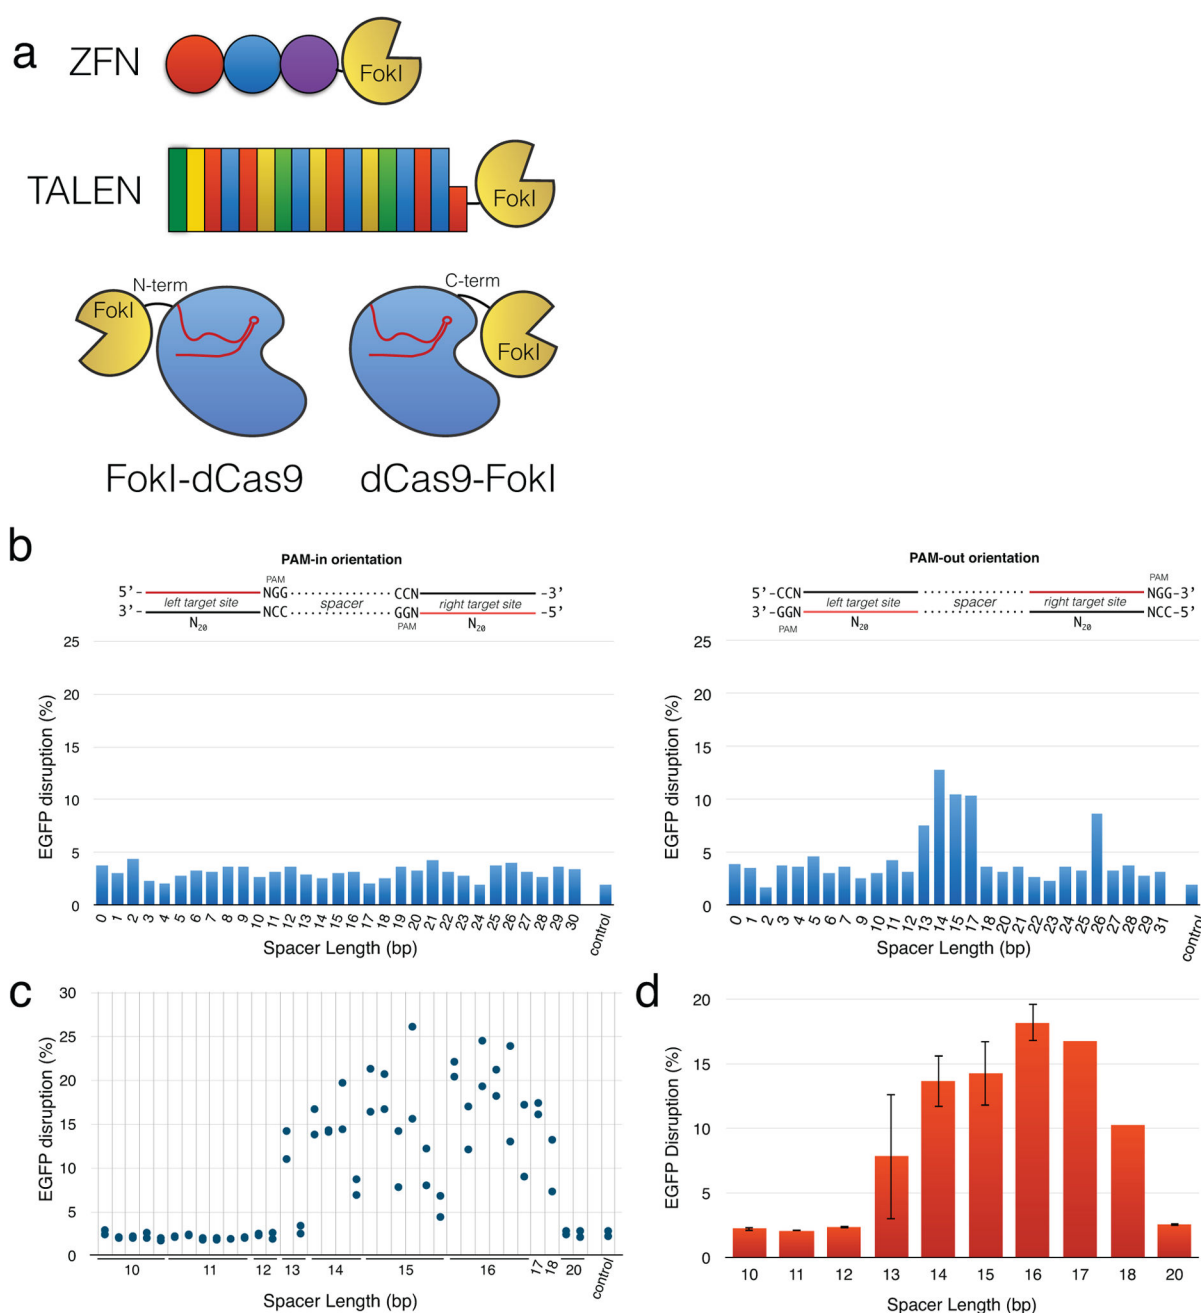 a
ZFN
FokI
TALEN
FokI
N-term
FokI
C-term
FokI
FokI-dCas9
dCas9-FokI
b
PAM-in orientation
PAM
5’- NGG CCN -3’
left target site spacer right target site
3’- NCC GGN -5’
N20 PAM N20
EGFP disruption (%)
25
20
15
10
5
0
0 1 2 3 4 5 6 7 8 9 10 11 12 13 14 15 16 17 18 19 20 21 22 23 24 25 26 27 28 29 30 control
Spacer Length (bp)
PAM-out orientation
PAM
5’-CCN NGG-3’
left target site spacer right target site
3’-GGN NCC-5’
PAM N20 N20
EGFP disruption (%)
25
20
15
10
5
0
0 1 2 3 4 5 6 7 9 10 11 12 13 14 15 17 18 20 21 22 23 24 25 26 27 28 29 31 control
Spacer Length (bp)
c
EGFP disruption (%)
30
25
20
15
10
5
0
10 11 12 13 14 15 16 17 18 20 control
Spacer Length (bp)
d
EGFP Disruption (%)
20
15
10
5
0
10 11 12 13 14 15 16 17 18 20
Spacer Length (bp)